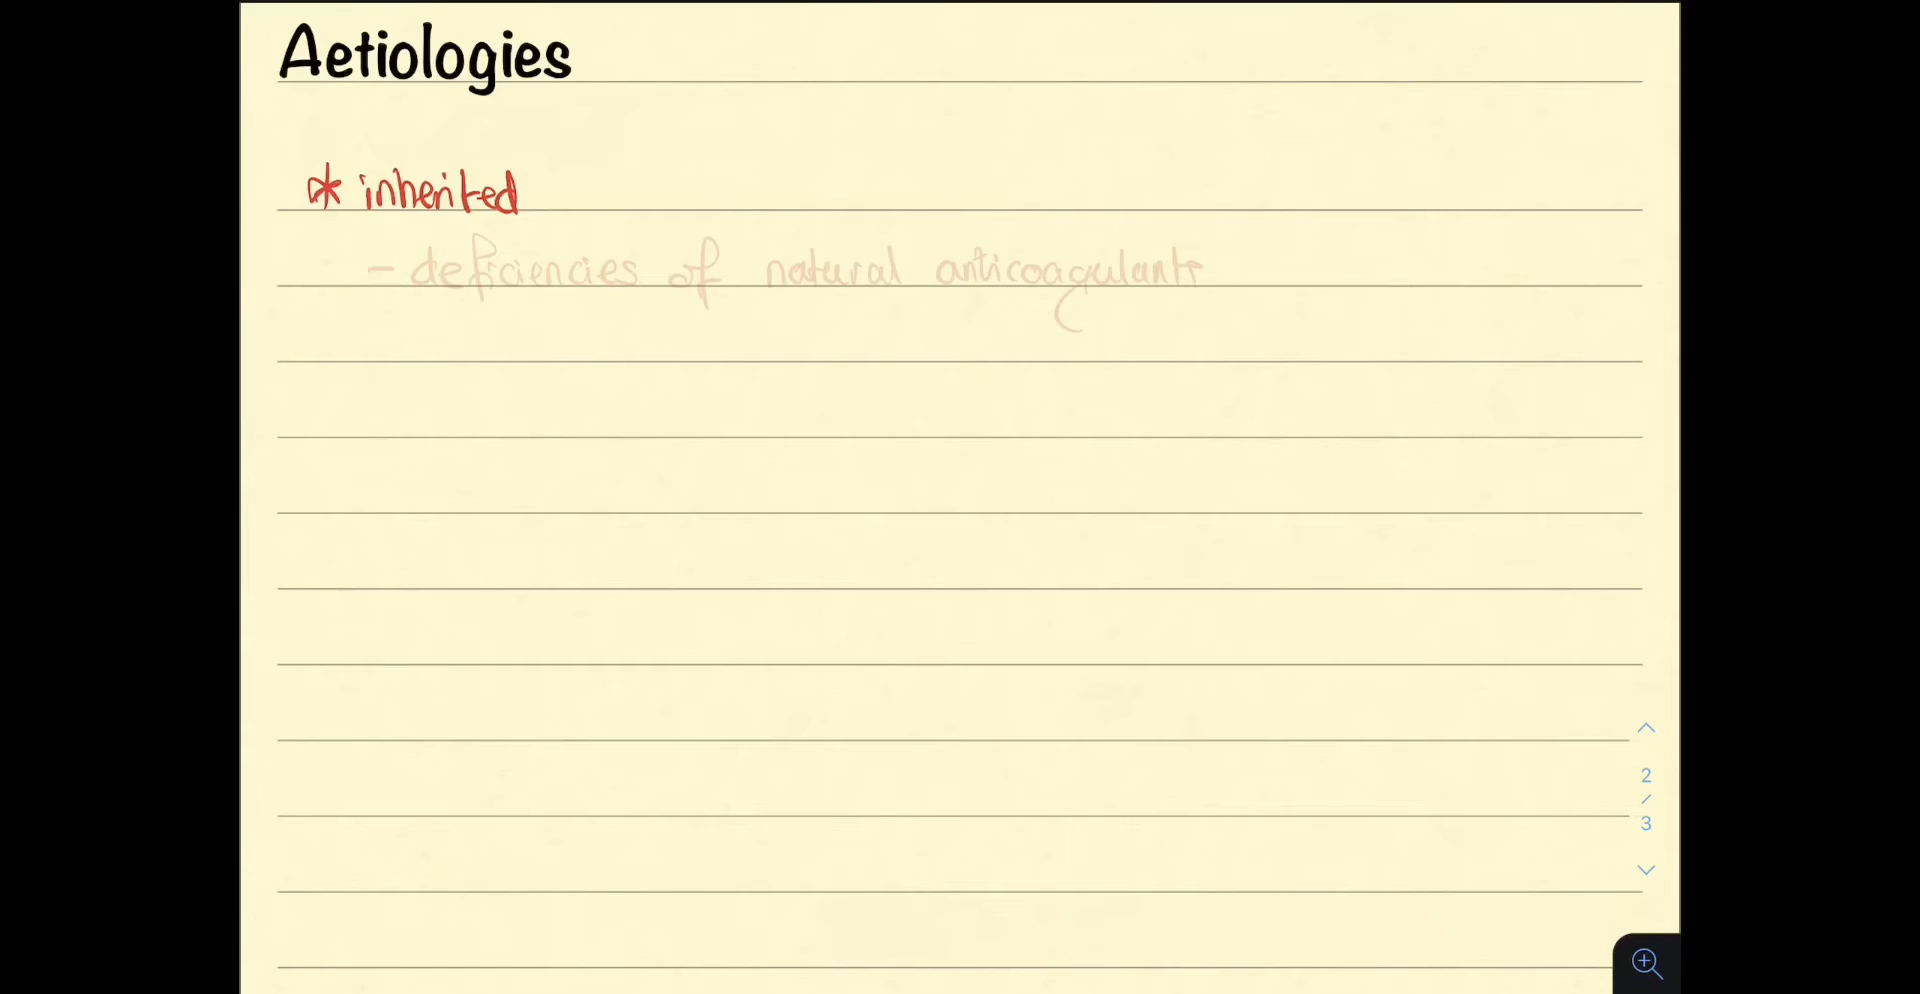 Aetiologies
* inherited
- deficiencies of natural anticoagulants
2
/
3